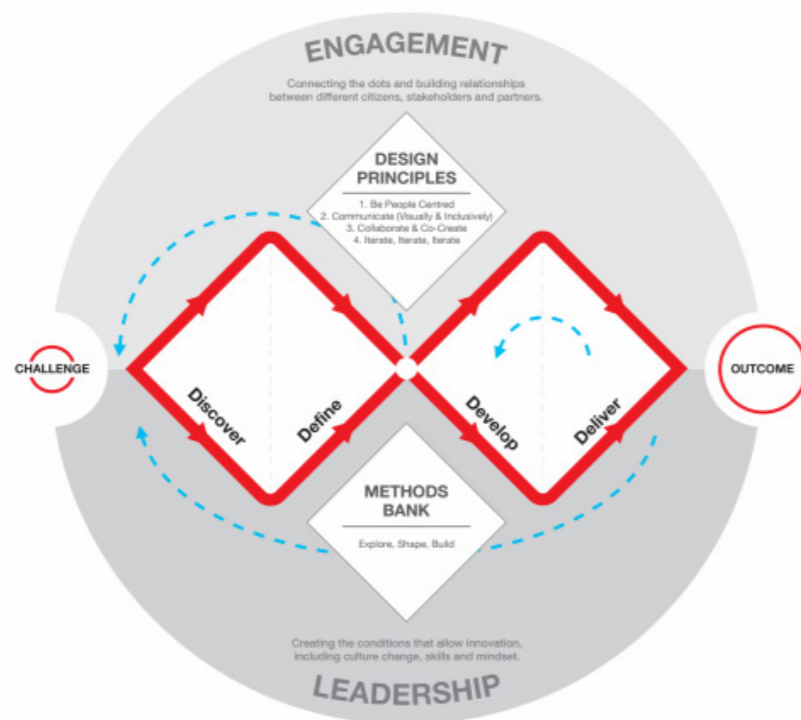 ENGAGEMENT
Connecting the dots and building relationships
between different citizens, stakeholders and partners.
DESIGN
PRINCIPLES
1. Be People Centred
2. Communicate (Visually & Inclusively)
3. Collaborate & Co-Create
4. Iterate, Iterate, Iterate
CHALLENGE
OUTCOME
Discover
Define
Develop
Deliver
METHODS
BANK
Explore, Shape, Build
Creating the conditions that allow innovation,
including culture change, skills and mindset.
LEADERSHIP